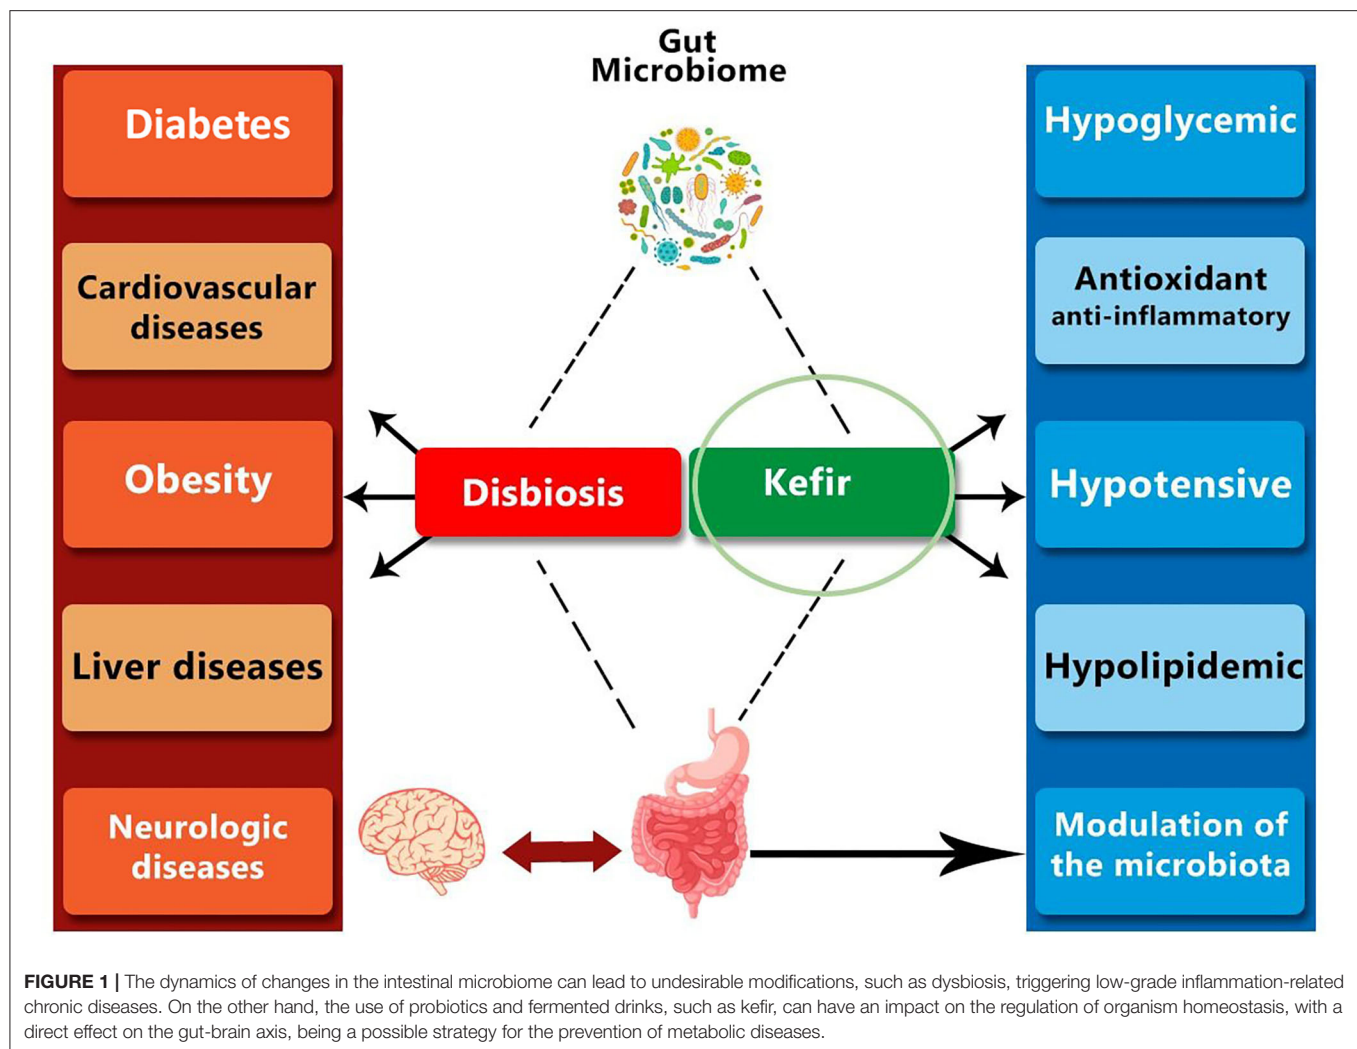 Gut
Microbiome
Diabetes
Cardiovascular
diseases
Obesity
Liver diseases
Neurologic
diseases
Disbiosis
Kefir
Hypoglycemic
Antioxidant
anti-inflammatory
Hypotensive
Hypolipidemic
Modulation of
the microbiota
FIGURE 1 | The dynamics of changes in the intestinal microbiome can lead to undesirable modifications, such as dysbiosis, triggering low-grade inflammation-related
chronic diseases. On the other hand, the use of probiotics and fermented drinks, such as kefir, can have an impact on the regulation of organism homeostasis, with a
direct effect on the gut-brain axis, being a possible strategy for the prevention of metabolic diseases.